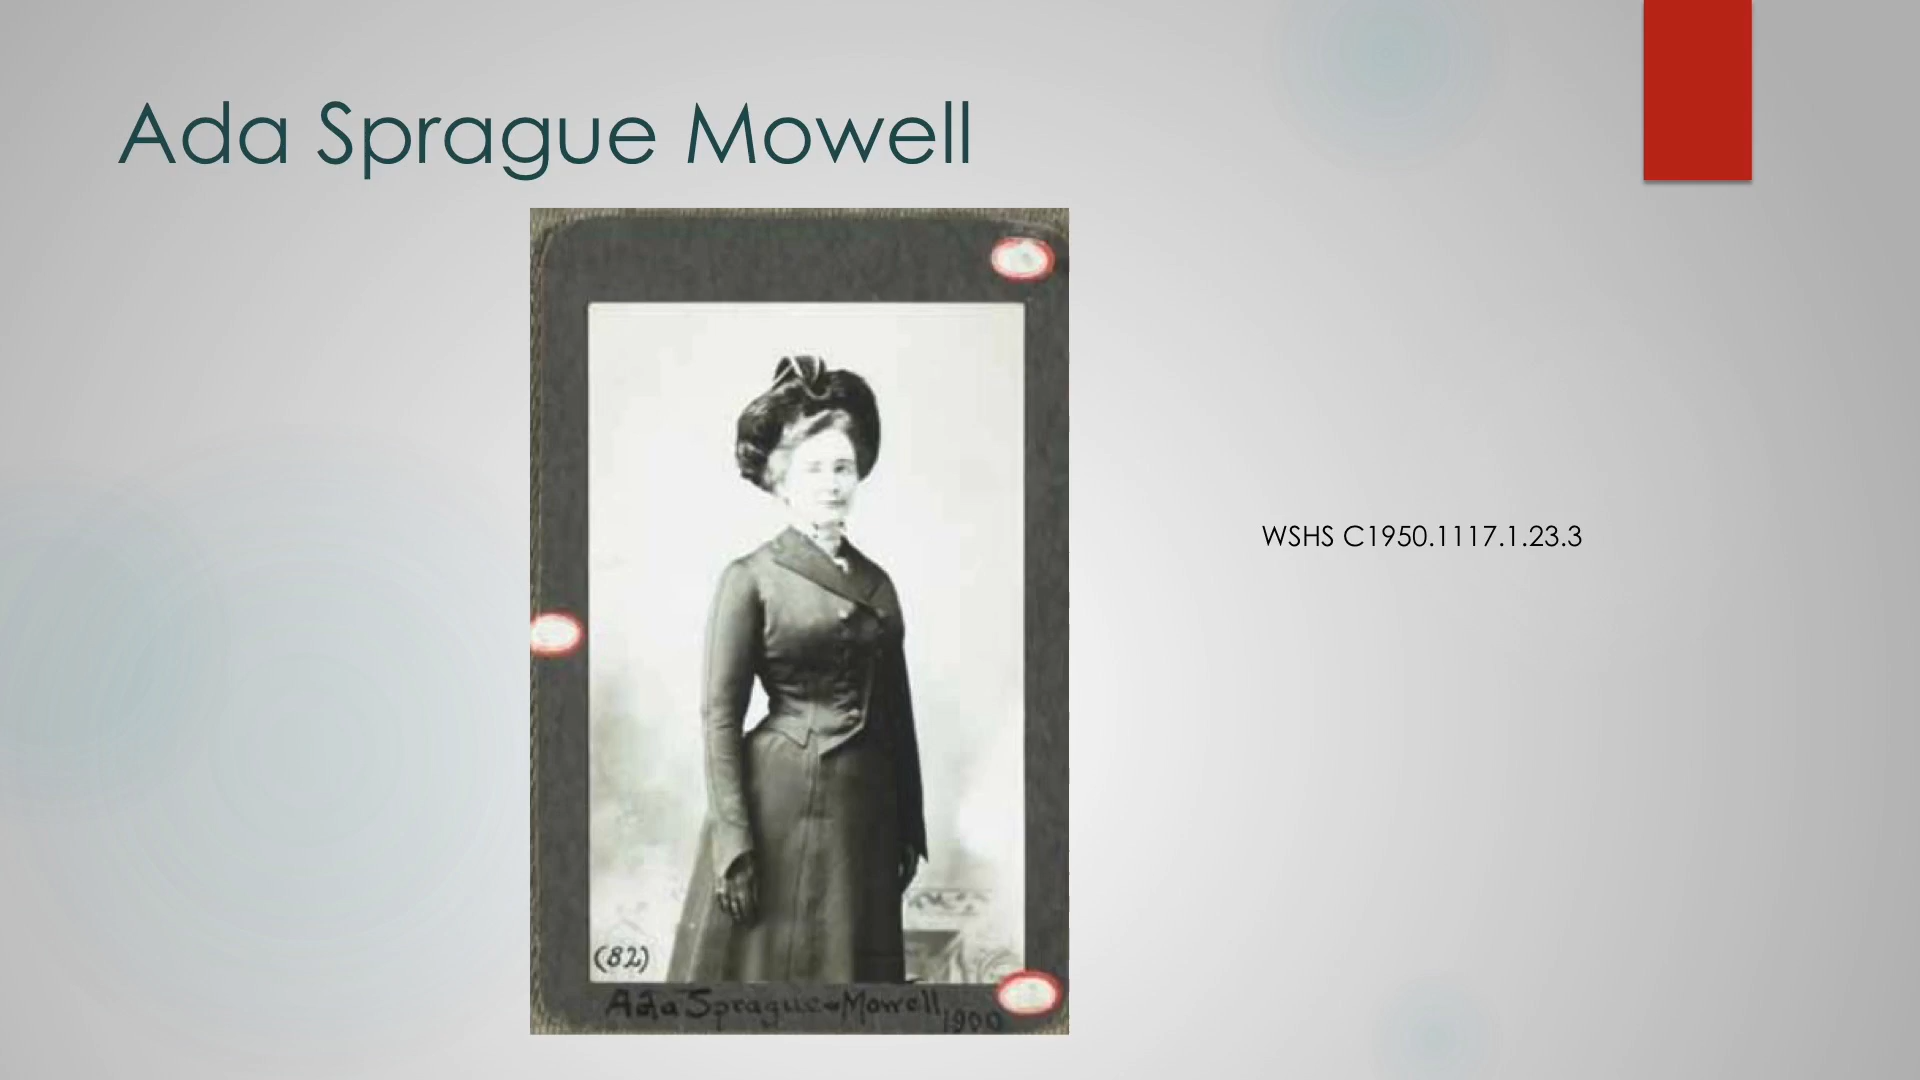 Ada Sprague Mowell
WSHS C1950.1117.1.23.3
(82)
Ada Sprague-Mowell
1900